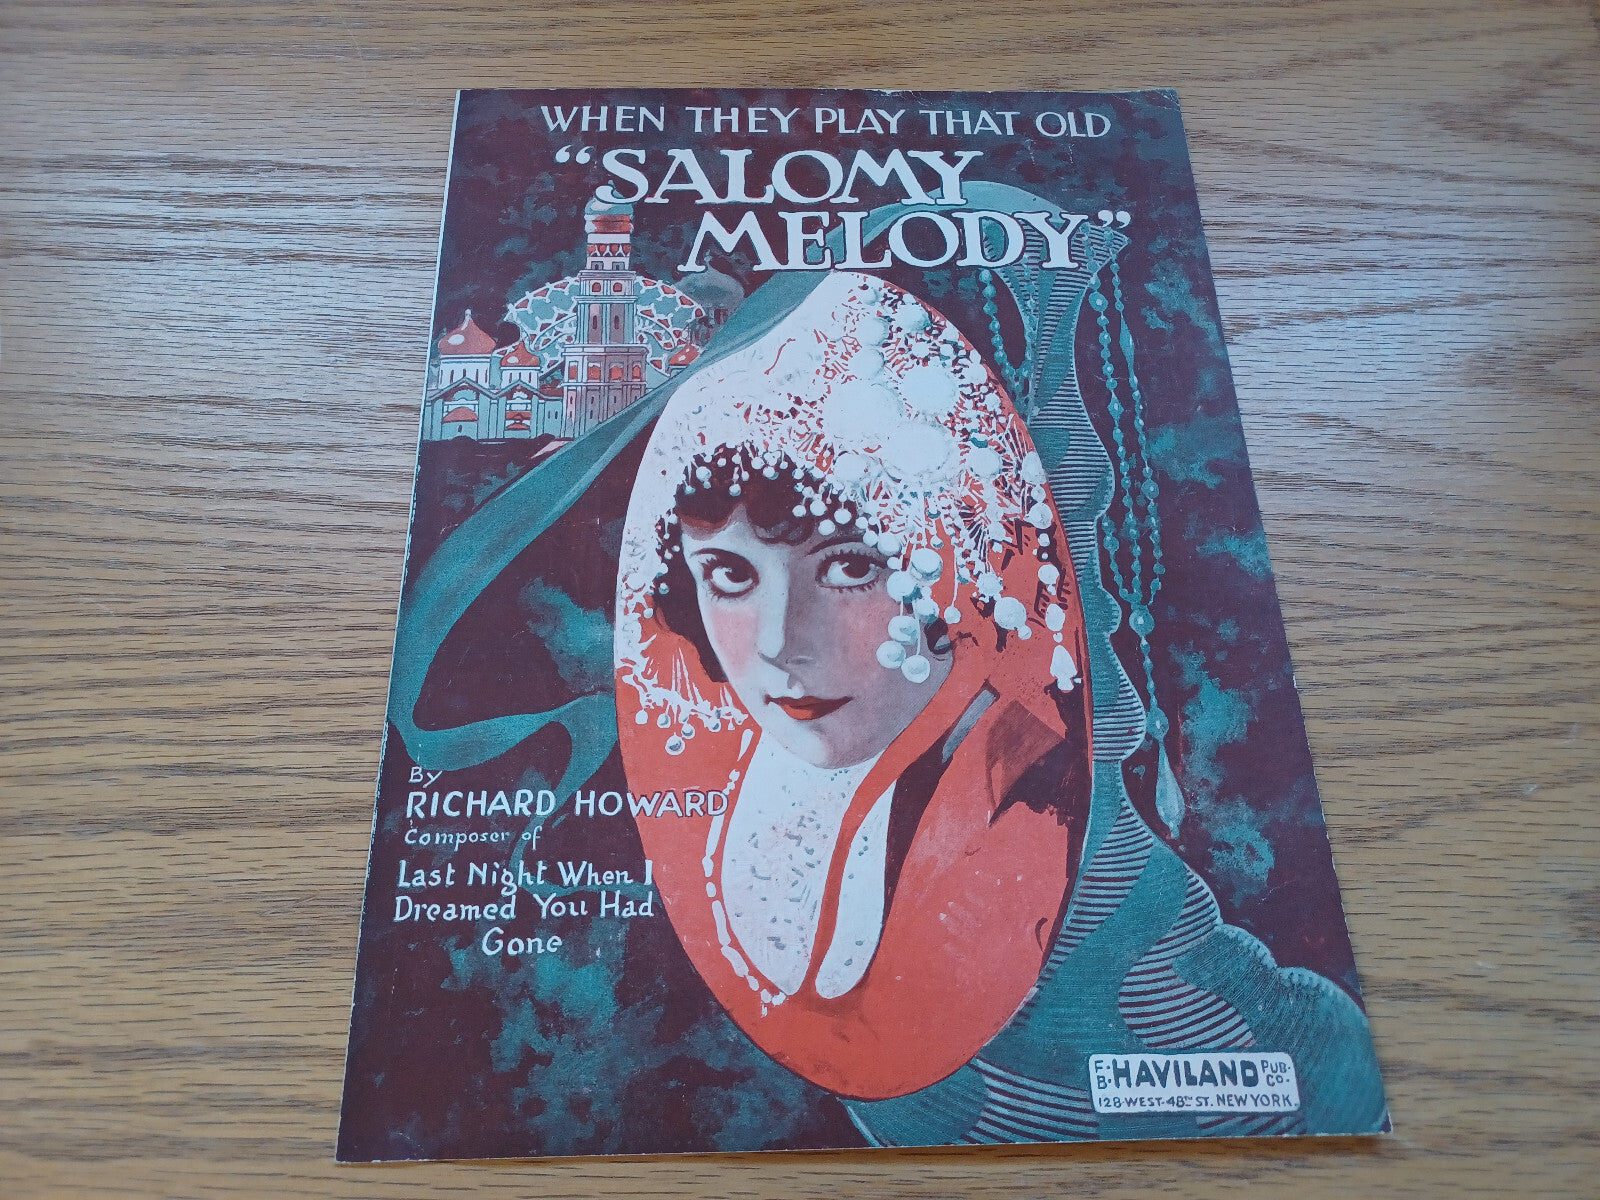 WHEN THEY PLAY THAT OLD
"SALOMY
MELODY"
By
RICHARD HOWARD
Composer of
Last Night When I
Dreamed You Had
Gone
F.B. HAVILAND PUB. CO.
128 WEST 48TH ST. NEW YORK.